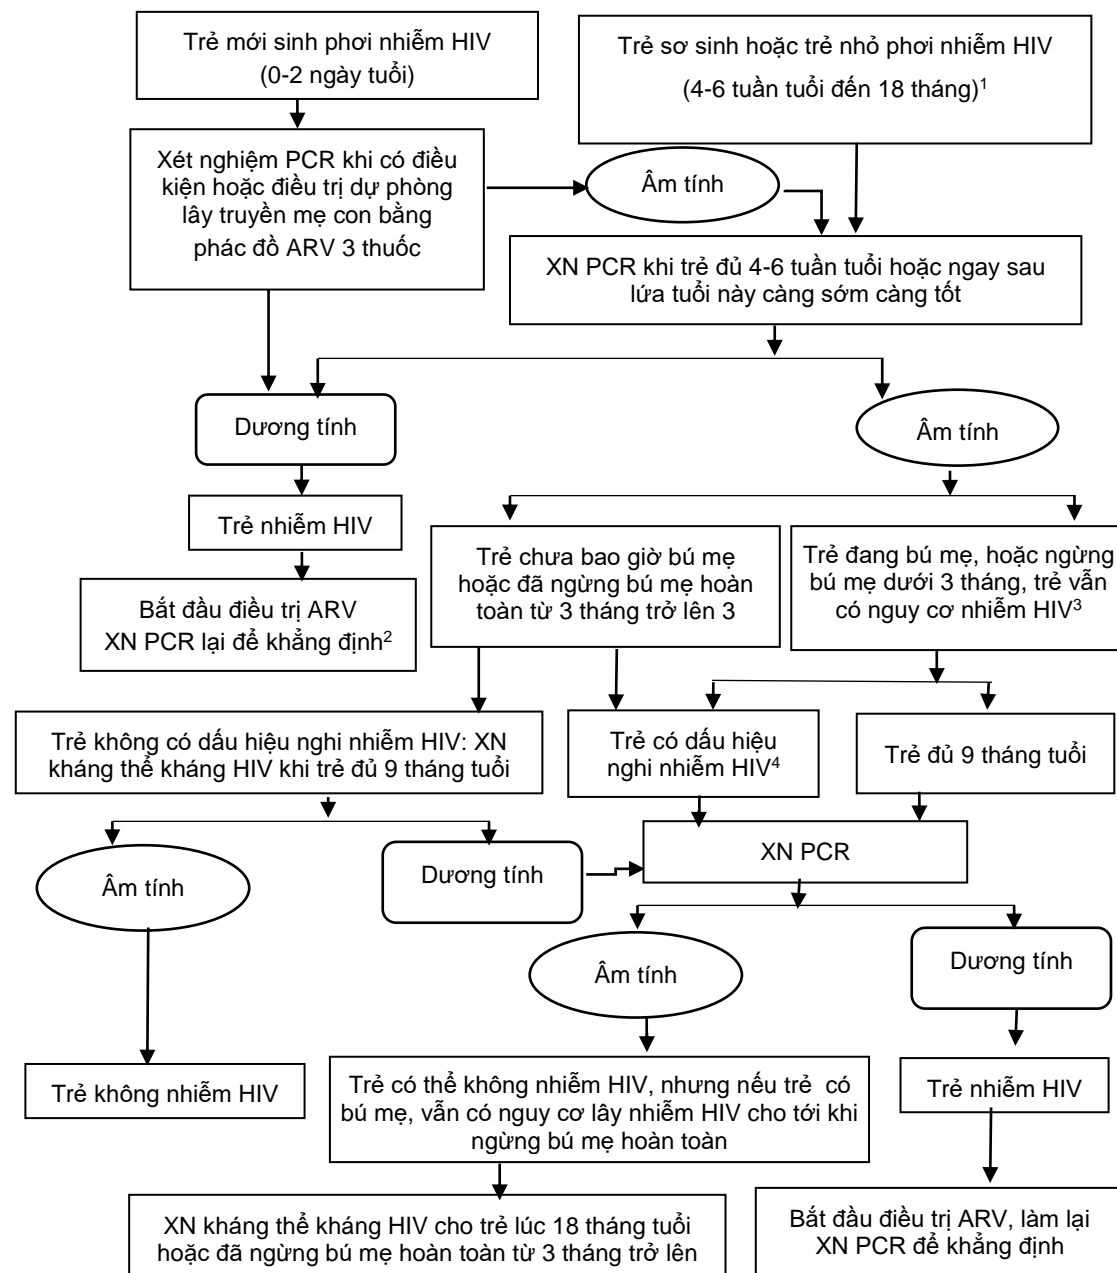 Trẻ mới sinh phơi nhiễm HIV
(0-2 ngày tuổi)
Trẻ sơ sinh hoặc trẻ nhỏ phơi nhiễm HIV
(4-6 tuần tuổi đến 18 tháng)¹
Xét nghiệm PCR khi có điều
kiện hoặc điều trị dự phòng
lây truyền mẹ con bằng
phác đồ ARV 3 thuốc
Âm tính
XN PCR khi trẻ đủ 4-6 tuần tuổi hoặc ngay sau
lứa tuổi này càng sớm càng tốt
Dương tính
Âm tính
Trẻ nhiễm HIV
Trẻ chưa bao giờ bú mẹ
hoặc đã ngừng bú mẹ hoàn
toàn từ 3 tháng trở lên 3
Trẻ đang bú mẹ, hoặc ngừng
bú mẹ dưới 3 tháng, trẻ vẫn
có nguy cơ nhiễm HIV³
Bắt đầu điều trị ARV
XN PCR lại để khẳng định²
Trẻ không có dấu hiệu nghi nhiễm HIV: XN
kháng thể kháng HIV khi trẻ đủ 9 tháng tuổi
Trẻ có dấu hiệu
nghi nhiễm HIV⁴
Trẻ đủ 9 tháng tuổi
Âm tính
Dương tính
XN PCR
Âm tính
Dương tính
Trẻ không nhiễm HIV
Trẻ có thể không nhiễm HIV, nhưng nếu trẻ có
bú mẹ, vẫn có nguy cơ lây nhiễm HIV cho tới khi
ngừng bú mẹ hoàn toàn
Trẻ nhiễm HIV
XN kháng thể kháng HIV cho trẻ lúc 18 tháng tuổi
hoặc đã ngừng bú mẹ hoàn toàn từ 3 tháng trở lên
Bắt đầu điều trị ARV, làm lại
XN PCR để khẳng định